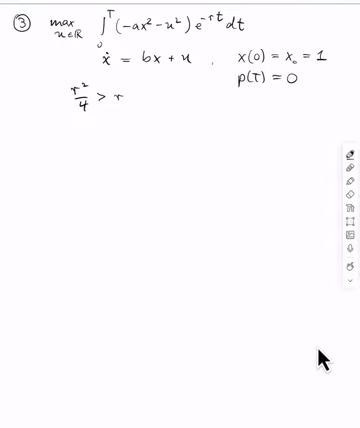 ③ max ∫₀ᵀ (-ax² - u²) e^{-rt} dt
u∈ℝ
ẋ = bx + u, x(0) = x₀ = 1
p(T) = 0
r²/4 > r